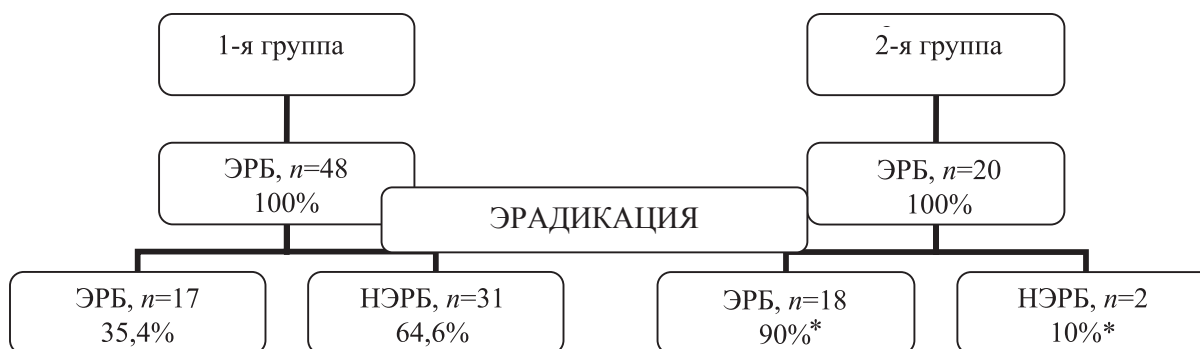 1-я группа
2-я группа
ЭРБ, n=48
100%
ЭРБ, n=20
100%
ЭРАДИКАЦИЯ
ЭРБ, n=17
35,4%
НЭРБ, n=31
64,6%
ЭРБ, n=18
90%*
НЭРБ, n=2
10%*